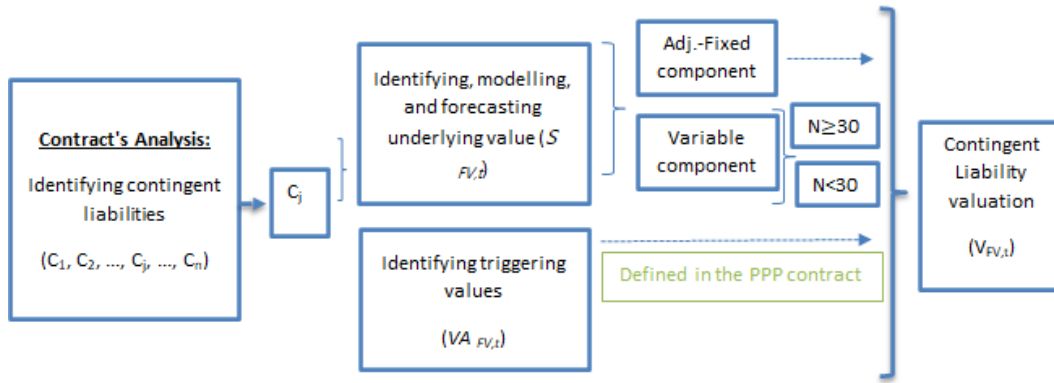 Contract's Analysis:
Identifying contingent
liabilities
(C1, C2, ..., Cj, ..., Cn)
Cj
Identifying, modelling,
and forecasting
underlying value (S
FV,t)
Identifying triggering
values
(VA FV,t)
Adj.-Fixed
component
Variable
component
N≥30
N<30
Defined in the PPP contract
Contingent
Liability
valuation
(VFV,t)